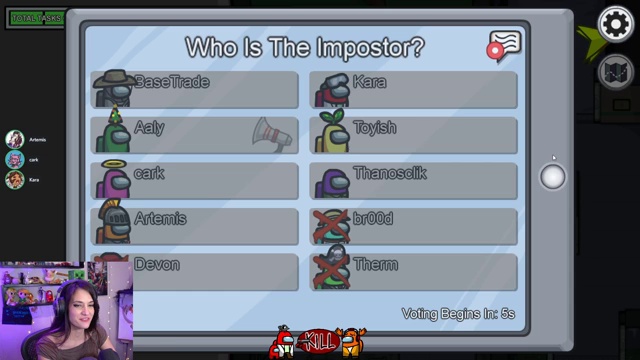 TOTAL TASKS
Who Is The Impostor?
BaseTrade
Kara
Aaly
Toyish
cark
Thanosclik
Artemis
br00d
Devon
Therm
Voting Begins In: 5s
Artemis
cark
Kara
KILL